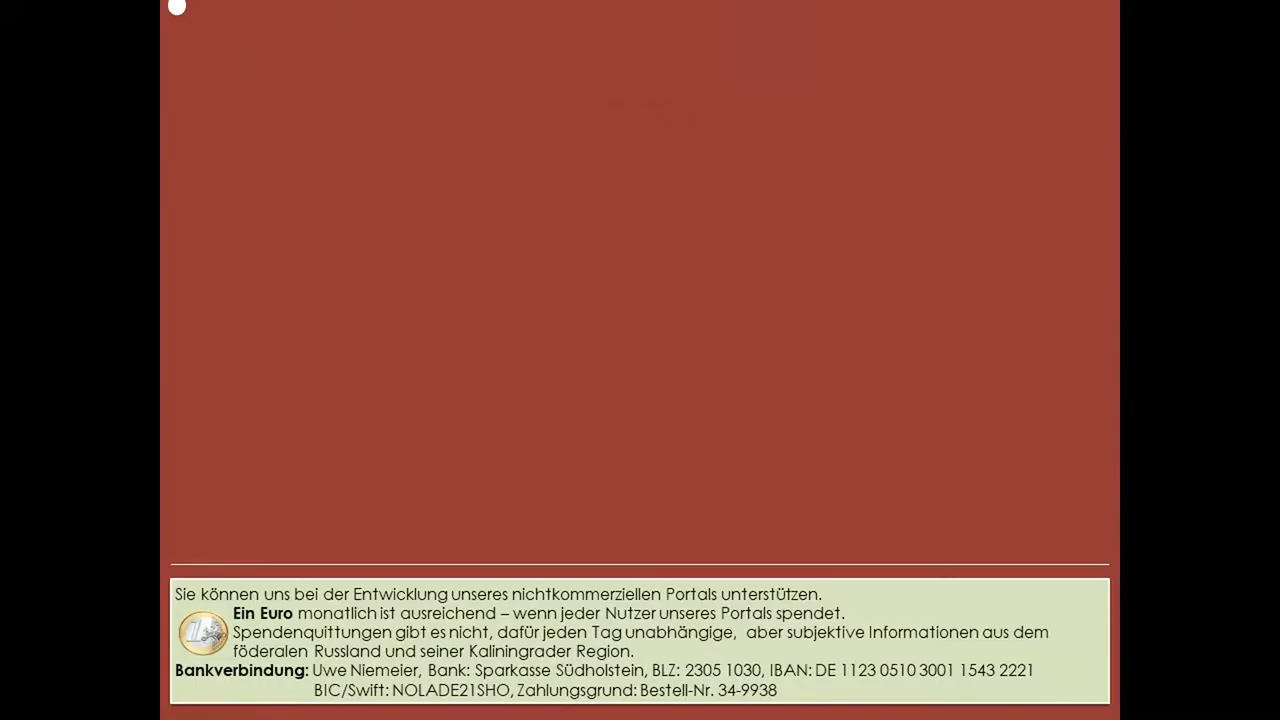 Sie können uns bei der Entwicklung unseres nichtkommerziellen Portals unterstützen.
Ein Euro monatlich ist ausreichend – wenn jeder Nutzer unseres Portals spendet.
Spendenquittungen gibt es nicht, dafür jeden Tag unabhängige, aber subjektive Informationen aus dem
föderalen Russland und seiner Kaliningrader Region.
Bankverbindung: Uwe Niemeier, Bank: Sparkasse Südholstein, BLZ: 2305 1030, IBAN: DE 1123 0510 3001 1543 2221
BIC/Swift: NOLADE21SHO, Zahlungsgrund: Bestell-Nr. 34-9938